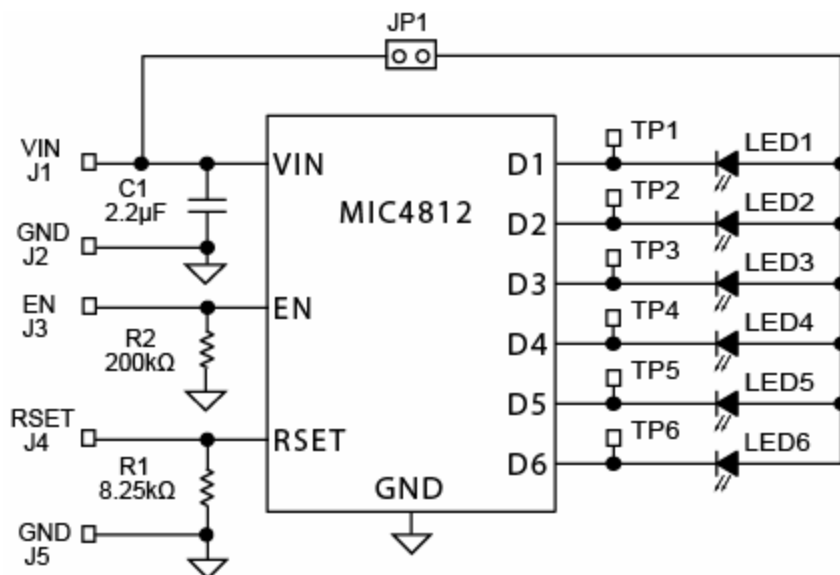 JP1
VIN
J1
C1
2.2µF
GND
J2
EN
J3
R2
200kΩ
RSET
J4
R1
8.25kΩ
GND
J5
VIN
EN
RSET
MIC4812
GND
D1
D2
D3
D4
D5
D6
TP1
TP2
TP3
TP4
TP5
TP6
LED1
LED2
LED3
LED4
LED5
LED6